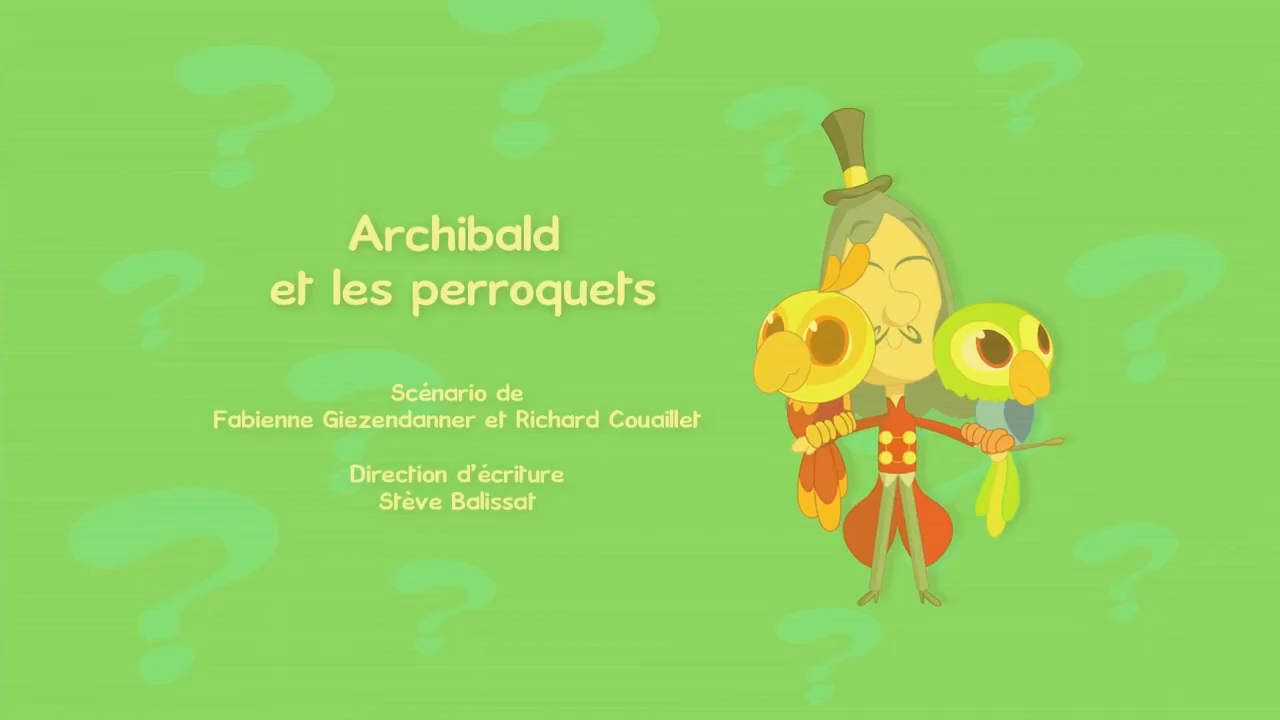 Archibald
et les perroquets
Scénario de
Fabienne Giezendanner et Richard Couaillet
Direction d'écriture
Stève Balissat